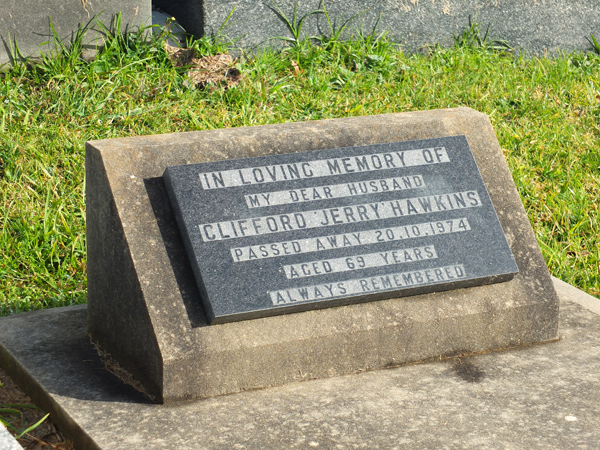 IN LOVING MEMORY OF
MY DEAR HUSBAND
CLIFFORD JERRY HAWKINS
PASSED AWAY 20.10.1974
AGED 69 YEARS
ALWAYS REMEMBERED